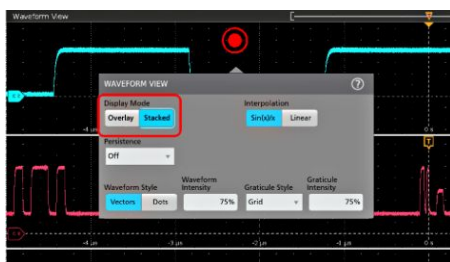 Waveform View
WAVEFORM VIEW
Display Mode
Interpolation
Overlay Stacked
Sin(x)/x Linear
Persistence
0 s
Off
Waveform Style
Waveform Intensity
Graticule Style
Graticule Intensity
Vectors Dots
75%
Grid
75%
-4 µs
-3 µs
-2 µs
-1 µs
0 s